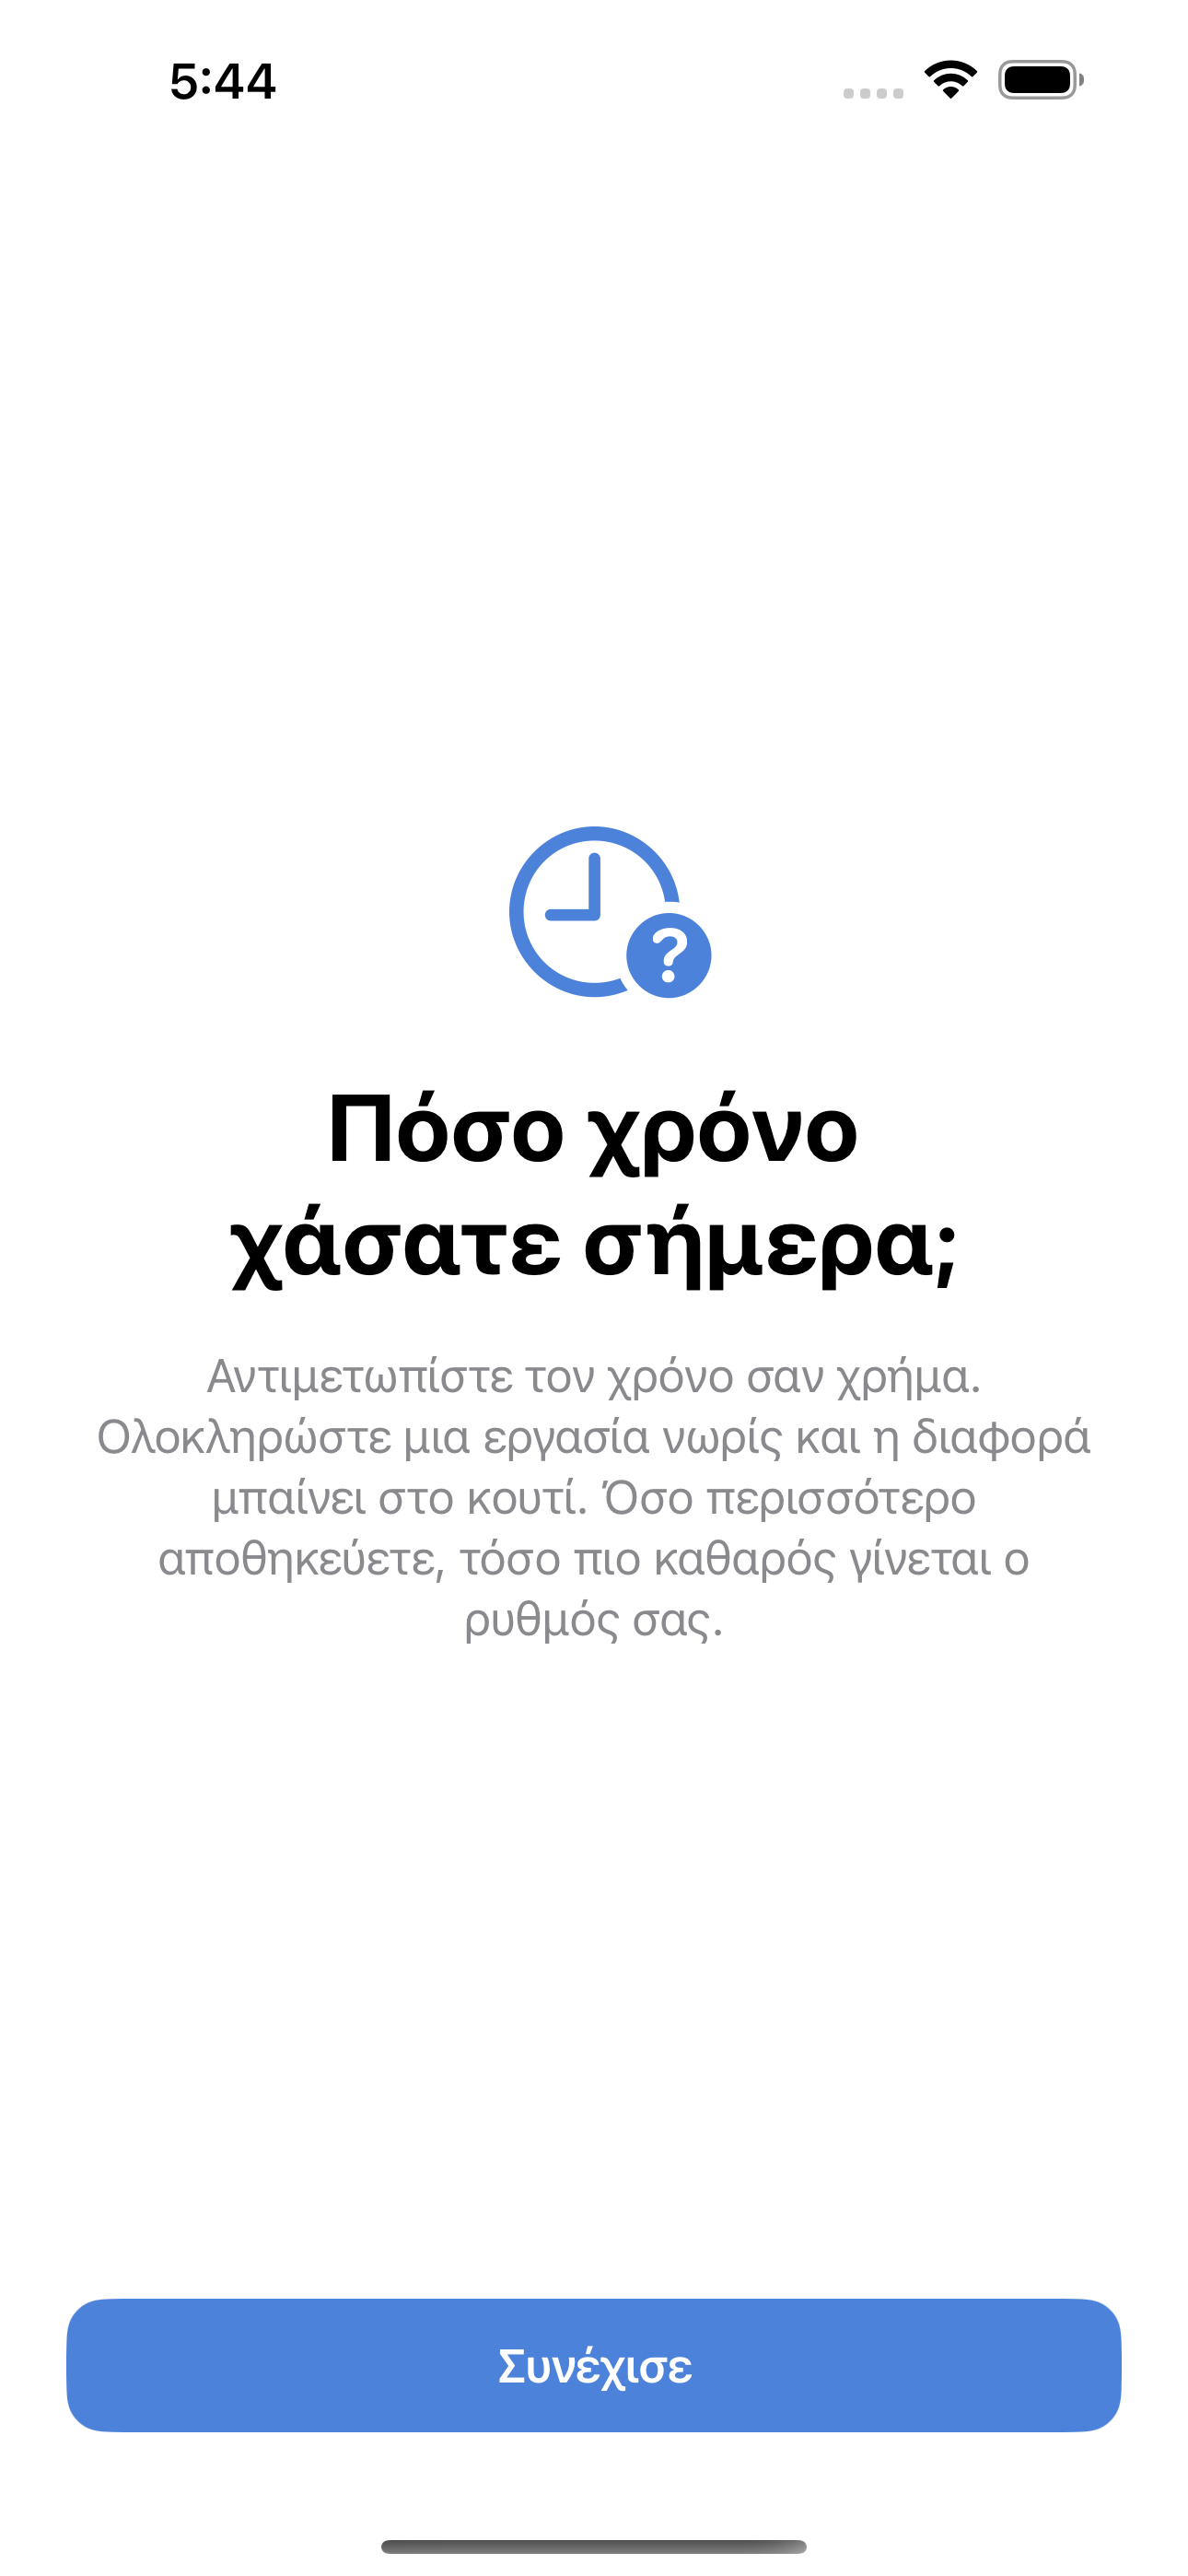 5:44
?
Πόσο χρόνο
χάσατε σήμερα;
Αντιμετωπίστε τον χρόνο σαν χρήμα.
Ολοκληρώστε μια εργασία νωρίς και η διαφορά
μπαίνει στο κουτί. Όσο περισσότερο
αποθηκεύετε, τόσο πιο καθαρός γίνεται ο
ρυθμός σας.
Συνέχισε